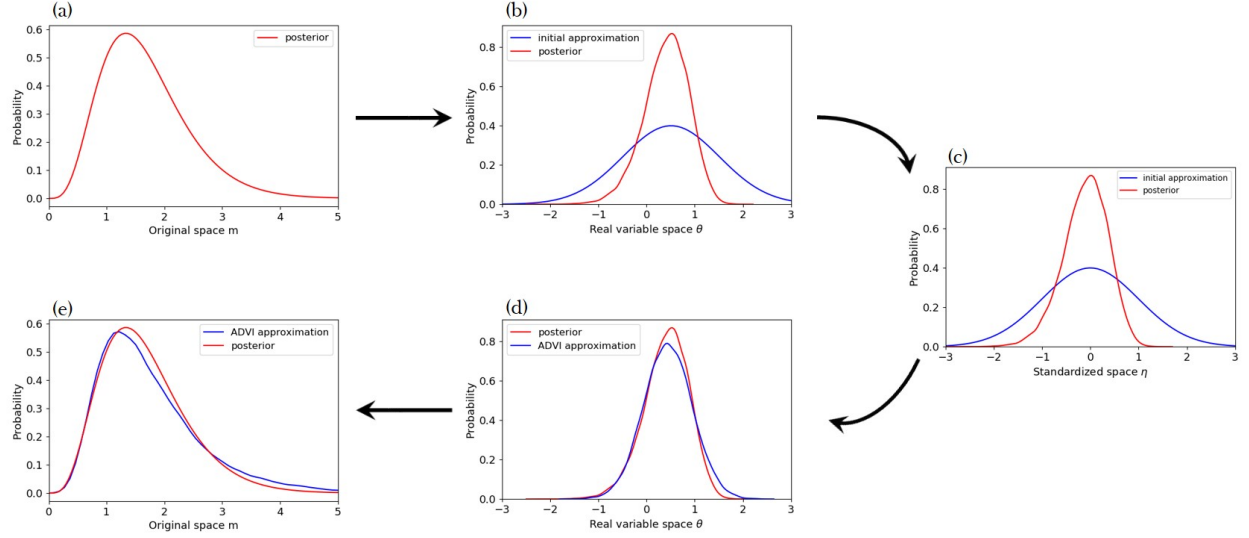 (a)
posterior
0.6
0.5
0.4
0.3
0.2
0.1
0.0
Probability
0 1 2 3 4 5
Original space m
(b)
initial approximation
posterior
0.8
0.6
0.4
0.2
0.0
Probability
−3 −2 −1 0 1 2 3
Real variable space θ
(c)
initial approximation
posterior
0.8
0.6
0.4
0.2
0.0
Probability
−3 −2 −1 0 1 2 3
Standardized space η
(d)
posterior
ADVI approximation
0.8
0.6
0.4
0.2
0.0
Probability
−3 −2 −1 0 1 2 3
Real variable space θ
(e)
ADVI approximation
posterior
0.6
0.5
0.4
0.3
0.2
0.1
0.0
Probability
0 1 2 3 4 5
Original space m